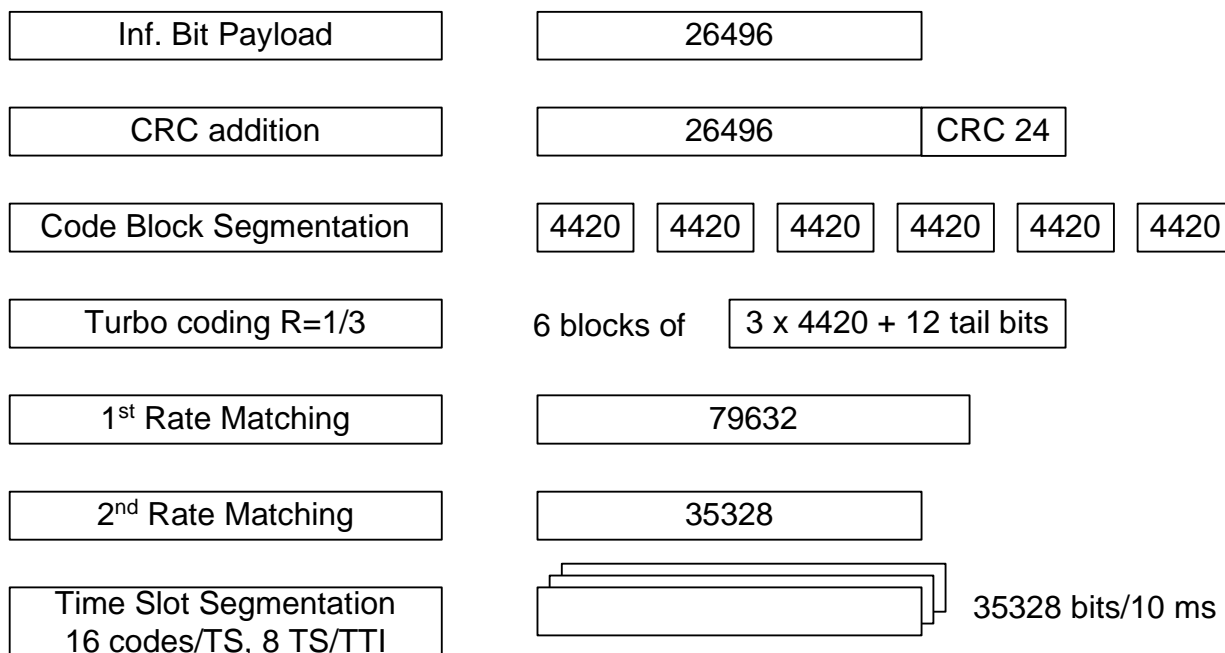 Inf. Bit Payload 26496
CRC addition 26496 CRC 24
Code Block Segmentation 4420 4420 4420 4420 4420 4420
Turbo coding R=1/3 6 blocks of 3 x 4420 + 12 tail bits
1st Rate Matching 79632
2nd Rate Matching 35328
Time Slot Segmentation
16 codes/TS, 8 TS/TTI
35328 bits/10 ms